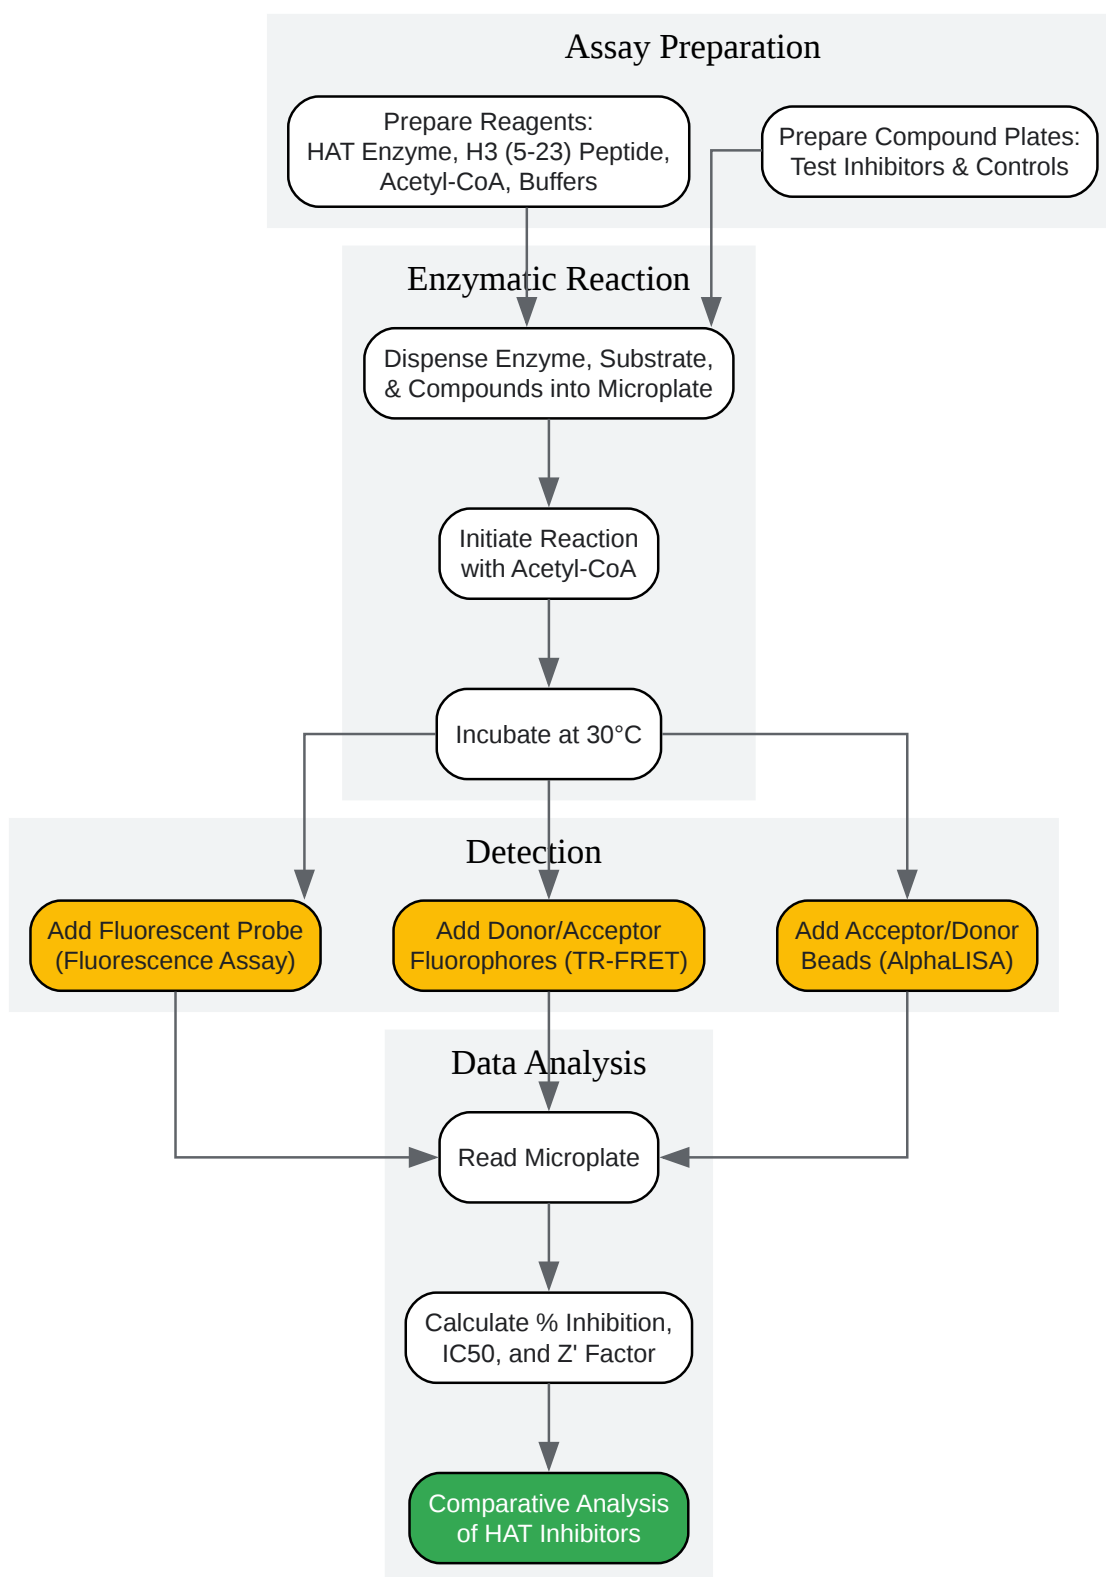 Assay Preparation
Prepare Reagents:
HAT Enzyme, H3 (5-23) Peptide,
Acetyl-CoA, Buffers
Prepare Compound Plates:
Test Inhibitors & Controls
Enzymatic Reaction
Dispense Enzyme, Substrate,
& Compounds into Microplate
Initiate Reaction
with Acetyl-CoA
Incubate at 30°C
Detection
Add Fluorescent Probe
(Fluorescence Assay)
Add Donor/Acceptor
Fluorophores (TR-FRET)
Add Acceptor/Donor
Beads (AlphaLISA)
Data Analysis
Read Microplate
Calculate % Inhibition,
IC50, and Z' Factor
Comparative Analysis
of HAT Inhibitors